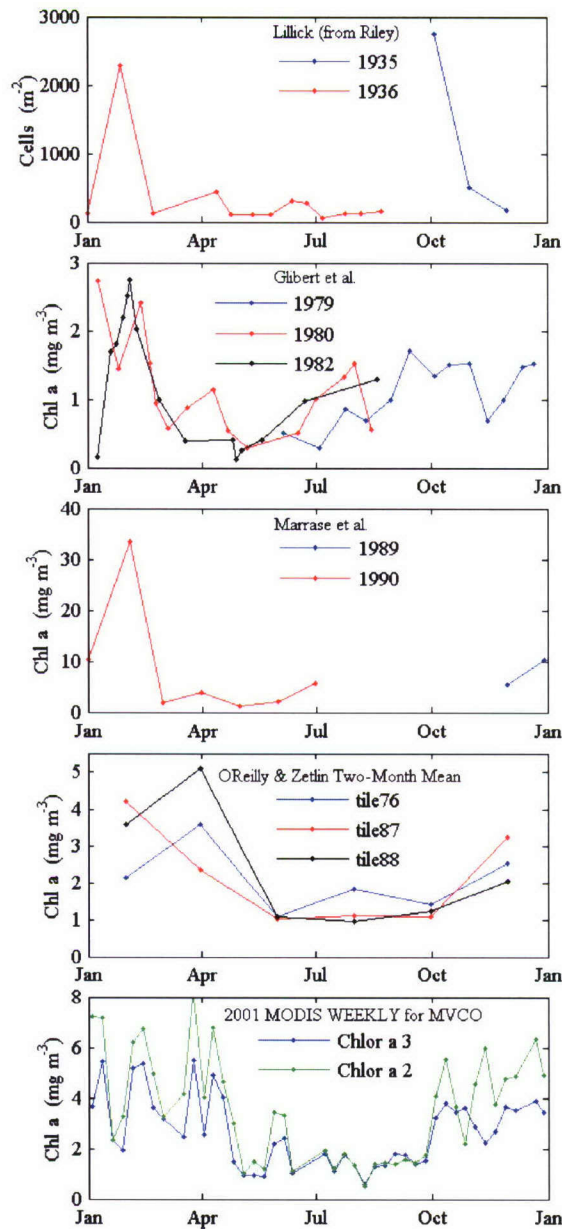 Lillick (from Riley)
1935
1936
Cells (m-2)
3000
2000
1000
0
Jan Apr Jul Oct Jan
Glibert et al.
1979
1980
1982
Chl a (mg m-3)
3
2
1
0
Jan Apr Jul Oct Jan
Marrase et al.
1989
1990
Chl a (mg m-3)
40
30
20
10
0
Jan Apr Jul Oct Jan
OReilly & Zetlin Two-Month Mean
tile76
tile87
tile88
Chl a (mg m-3)
5
4
3
2
1
0
Jan Apr Jul Oct Jan
2001 MODIS WEEKLY for MVCO
Chlor a 3
Chlor a 2
Chl a (mg m-3)
8
6
4
2
0
Jan Apr Jul Oct Jan